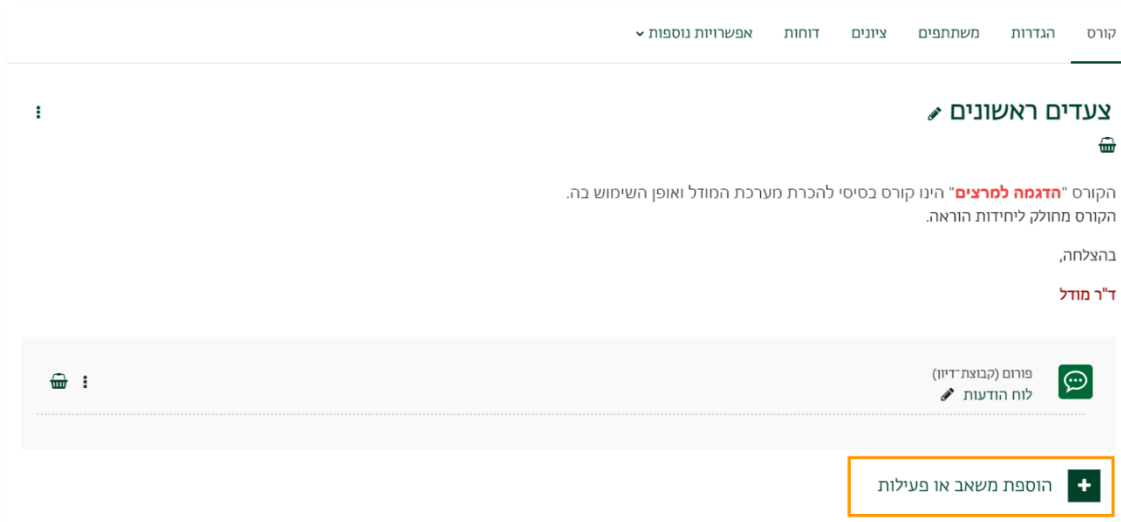 קורס הגדרות משתתפים ציונים דוחות אפשרויות נוספות
צעדים ראשונים
הקורס "הדגמה למרצים" הינו קורס בסיסי להכרת מערכת המודל ואופן השימוש בה.
הקורס מחולק ליחידות הוראה.
בהצלחה,
ד"ר מודל
פורום (קבוצת־דיון)
לוח הודעות
הוספת משאב או פעילות